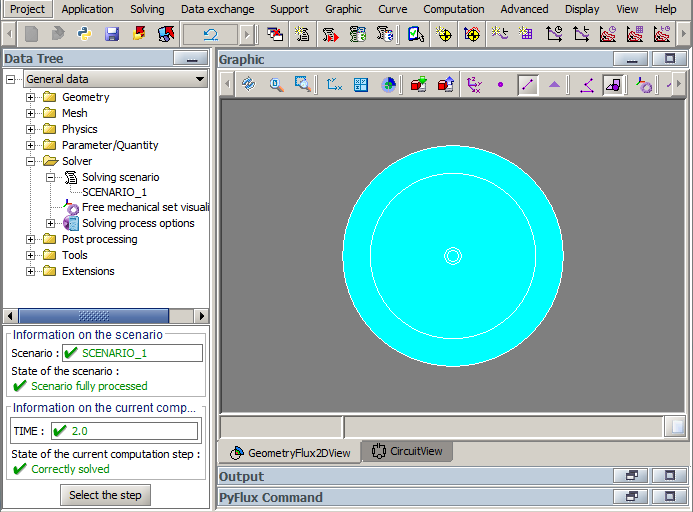 Project Application Solving Data exchange Support Graphic Curve Computation Advanced Display View Help
Data Tree
General data
Geometry
Mesh
Physics
Parameter/Quantity
Solver
Solving scenario
SCENARIO_1
Free mechanical set visuali
Solving process options
Post processing
Tools
Extensions
Information on the scenario
Scenario : SCENARIO_1
State of the scenario :
Scenario fully processed
Information on the current comp...
TIME : 2.0
State of the current computation step :
Correctly solved
Select the step
Graphic
GeometryFlux2DView CircuitView
Output
PyFlux Command